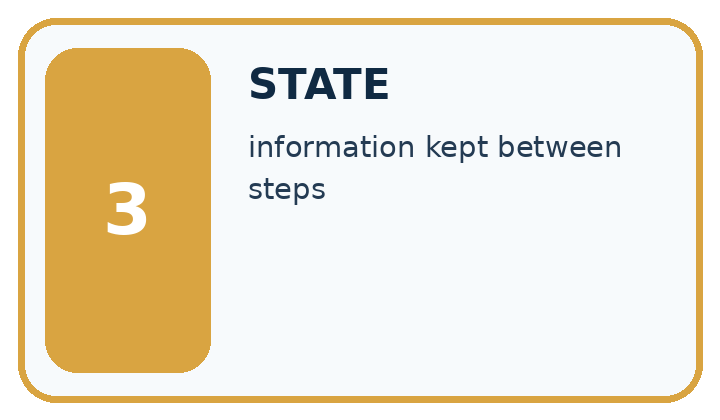 3
STATE
information kept between
steps